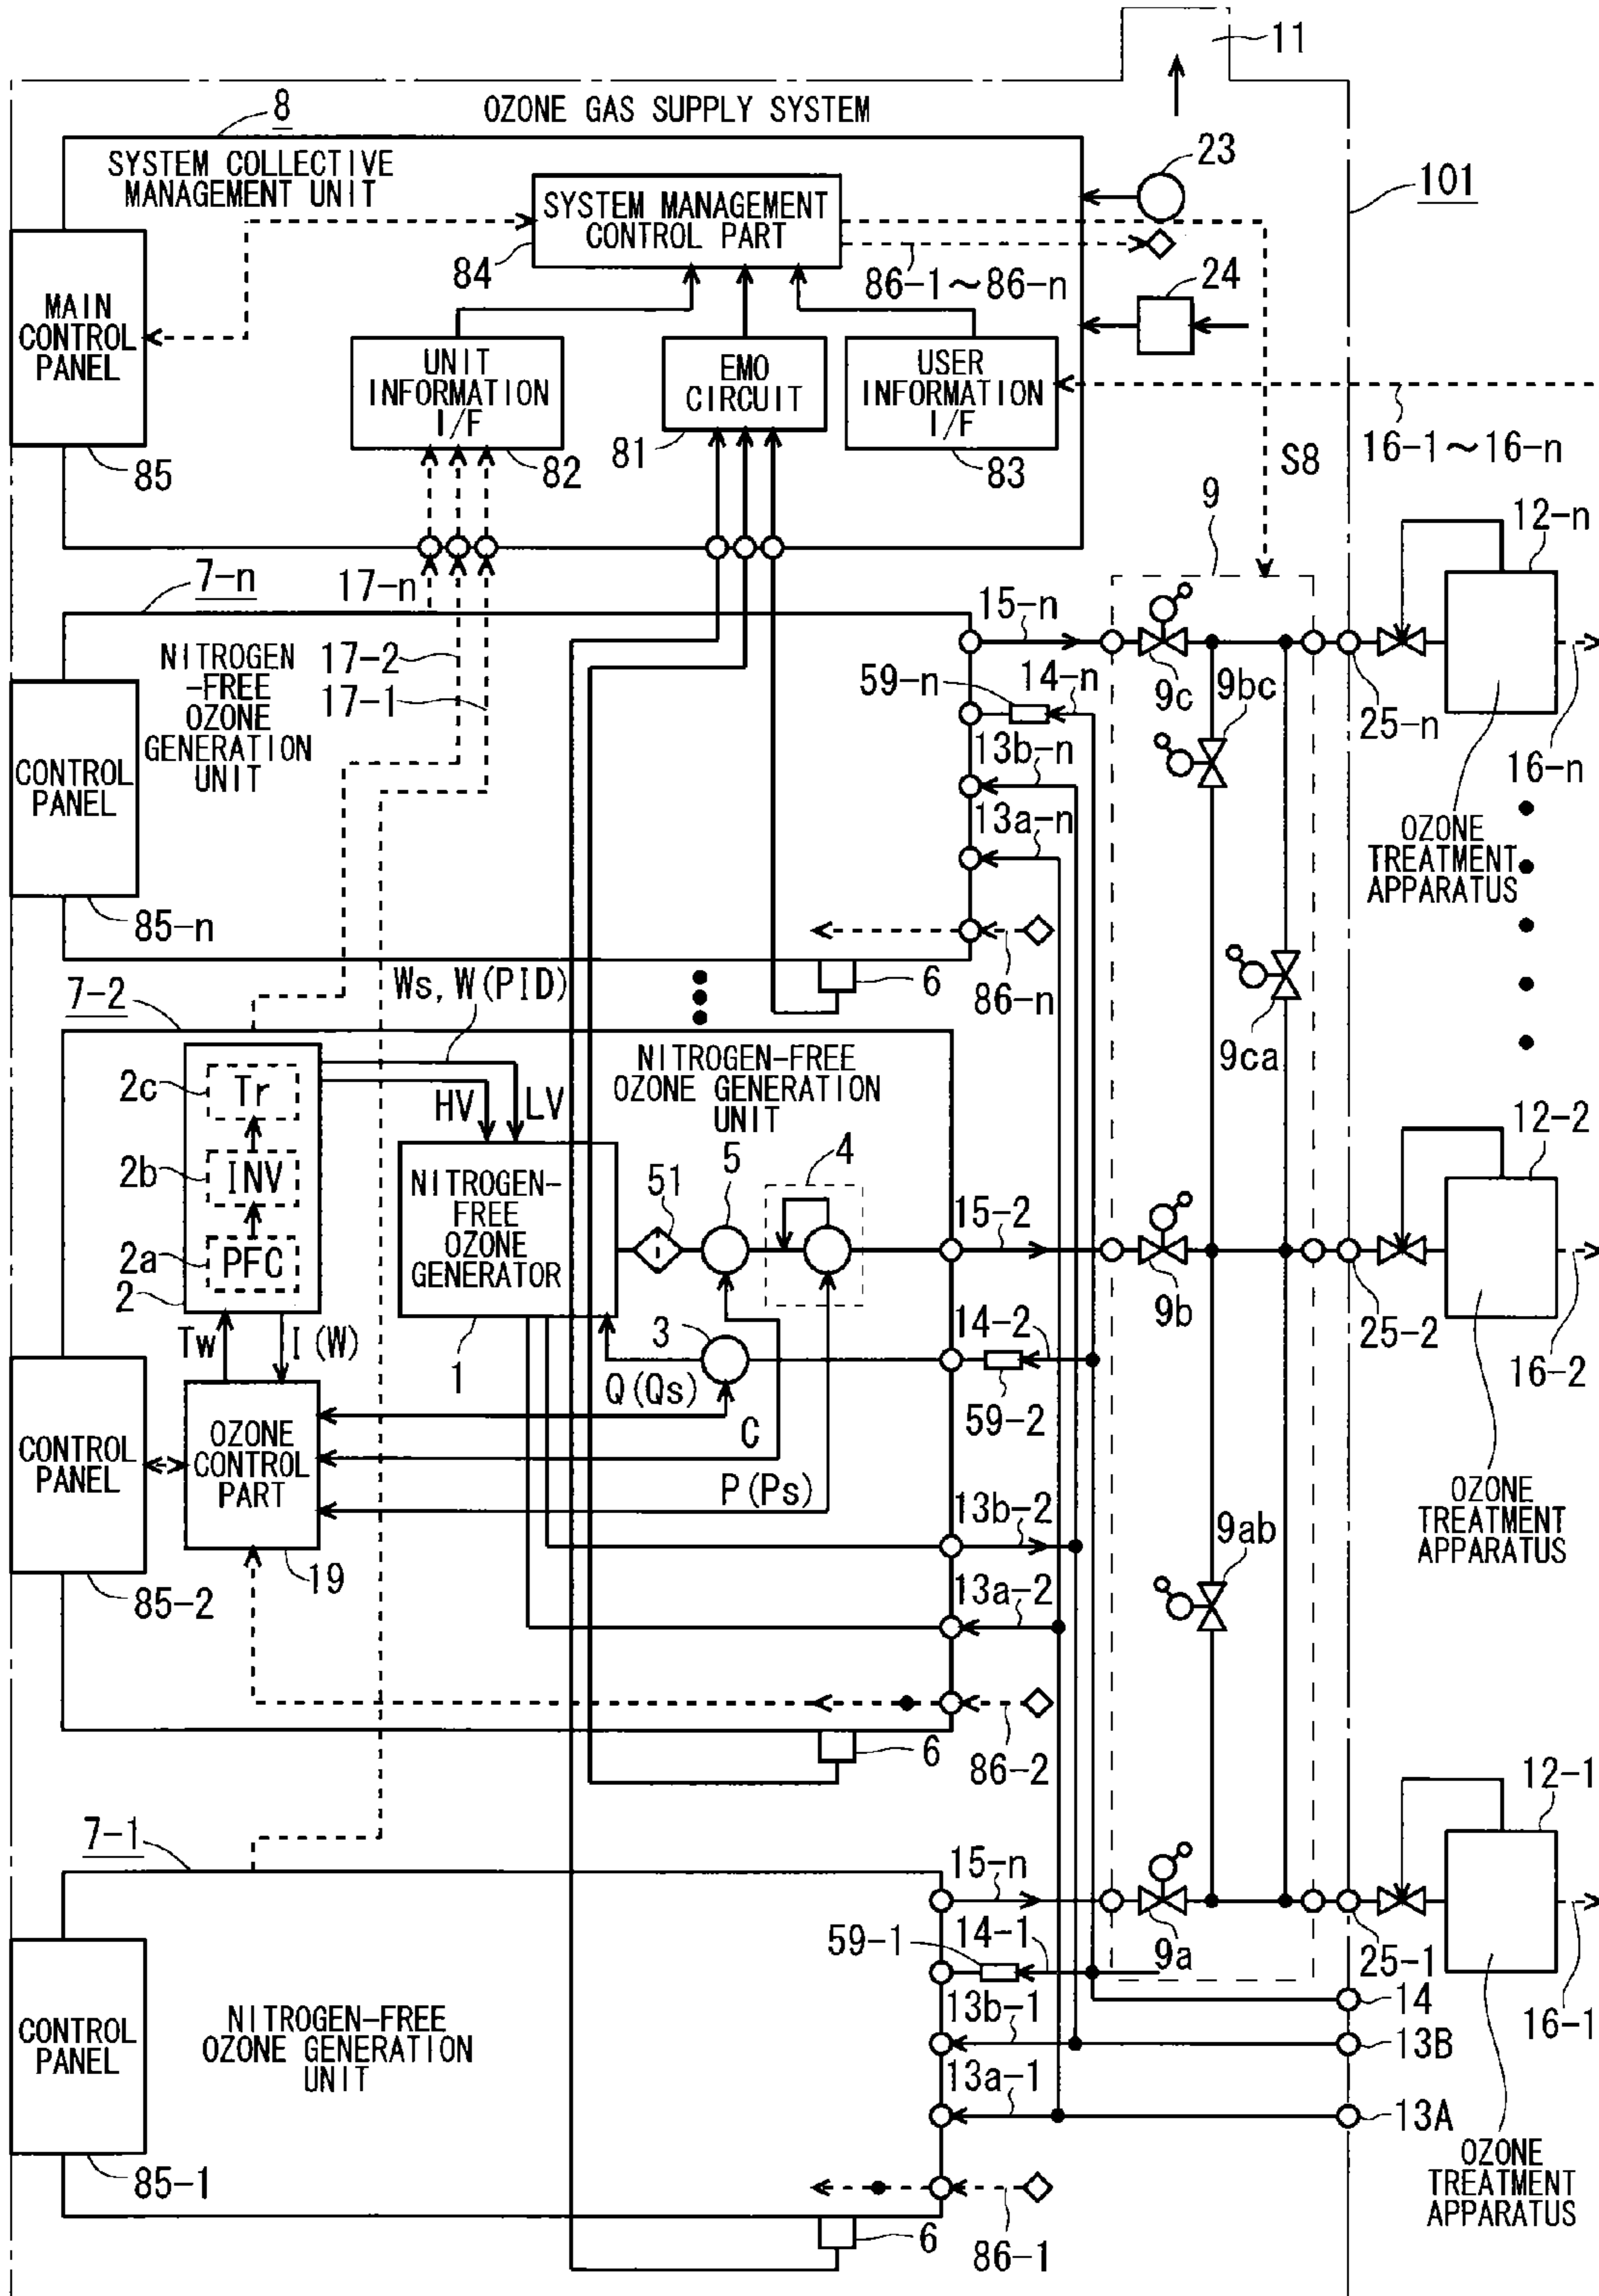 11
OZONE GAS SUPPLY SYSTEM
8
SYSTEM COLLECTIVE
MANAGEMENT UNIT
23
101
SYSTEM MANAGEMENT
CONTROL PART
84
86-1~86-n
24
MAIN
CONTROL
PANEL
85
UNIT
INFORMATION
I/F
82
EMO
CIRCUIT
81
USER
INFORMATION
I/F
83
S8
16-1~16-n
9
12-n
7-n
17-n
NITROGEN
-FREE
OZONE
GENERATION
UNIT
17-2
17-1
15-n
59-n
14-n
9c
9bc
25-n
16-n
13b-n
13a-n
CONTROL
PANEL
85-n
OZONE
TREATMENT
APPARATUS
6
86-n
9ca
7-2
Ws, W(PID)
NITROGEN-FREE
OZONE GENERATION
UNIT
2c
Tr
HV
LV
2b
INV
2a
PFC
2
NITROGEN-
FREE
OZONE
GENERATOR
1
51
5
4
15-2
12-2
9b
25-2
16-2
Tw
I(W)
3
14-2
59-2
Q(Qs)
C
P(Ps)
CONTROL
PANEL
85-2
OZONE
CONTROL
PART
19
13b-2
13a-2
9ab
OZONE
TREATMENT
APPARATUS
6
86-2
7-1
12-1
15-n
59-1
14-1
9a
25-1
16-1
14
13b-1
13B
13a-1
13A
CONTROL
PANEL
85-1
NITROGEN-FREE
OZONE GENERATION
UNIT
OZONE
TREATMENT
APPARATUS
6
86-1